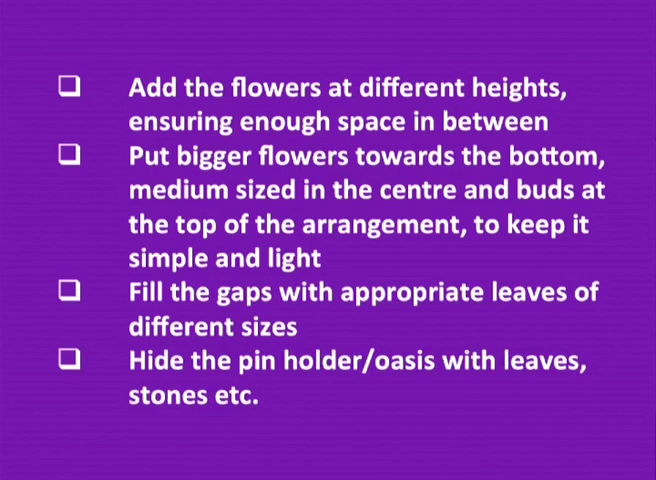 ❑ Add the flowers at different heights,
ensuring enough space in between
❑ Put bigger flowers towards the bottom,
medium sized in the centre and buds at
the top of the arrangement, to keep it
simple and light
❑ Fill the gaps with appropriate leaves of
different sizes
❑ Hide the pin holder/oasis with leaves,
stones etc.